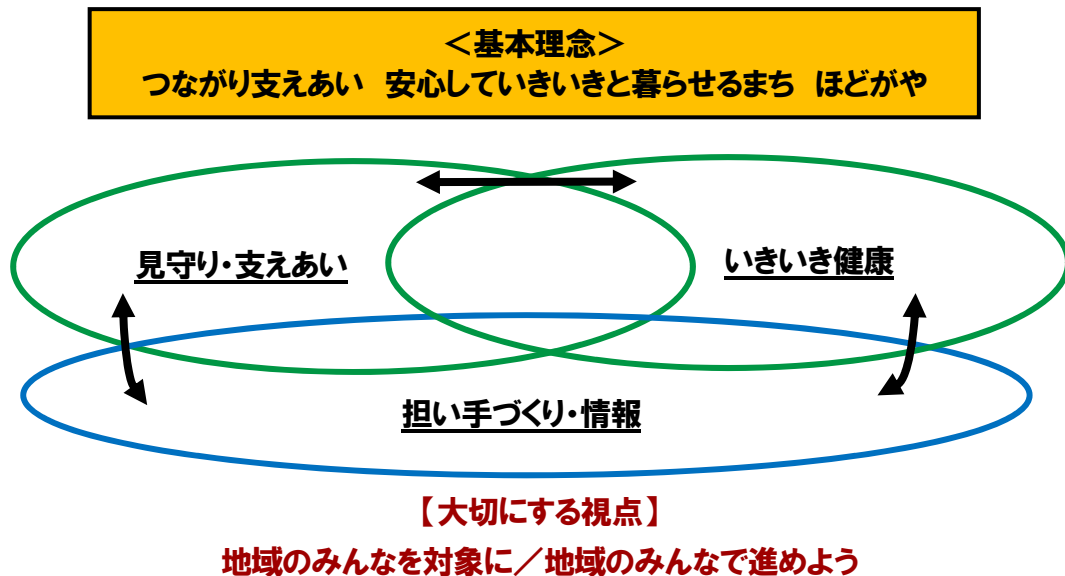 ＜基本理念＞
つながり支えあい　安心していきいきと暮らせるまち　ほどがや
見守り・支えあい
いきいき健康
担い手づくり・情報
【大切にする視点】
地域のみんなを対象に／地域のみんなで進めよう